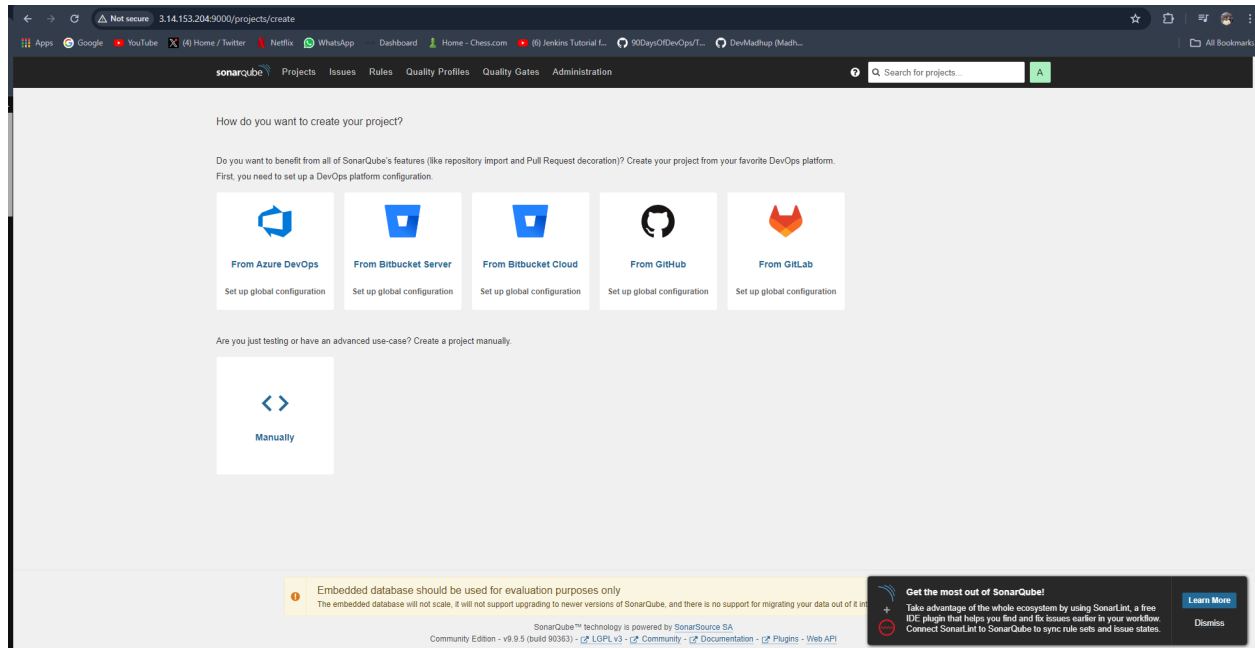 Not secure 3.14.153.204:9000/projects/create
Apps Google YouTube (4) Home / Twitter Netflix WhatsApp Dashboard Home - Chess.com (6) Jenkins Tutorial f... 90DaysOfDevOps/T... DevMadhup (Madh... All Bookmarks
sonarqube Projects Issues Rules Quality Profiles Quality Gates Administration Search for projects... A
How do you want to create your project?
Do you want to benefit from all of SonarQube's features (like repository import and Pull Request decoration)? Create your project from your favorite DevOps platform.
First, you need to set up a DevOps platform configuration.
From Azure DevOps From Bitbucket Server From Bitbucket Cloud From GitHub From GitLab
Set up global configuration Set up global configuration Set up global configuration Set up global configuration Set up global configuration
Are you just testing or have an advanced use-case? Create a project manually.
Manually
Embedded database should be used for evaluation purposes only
The embedded database will not scale, it will not support upgrading to newer versions of SonarQube, and there is no support for migrating your data out of it
SonarQube™ technology is powered by SonarSource SA
Community Edition - v9.9.5 (build 90363) - LGPL v3 - Community - Documentation - Plugins - Web API
Get the most out of SonarQube!
Take advantage of the whole ecosystem by using SonarLint, a free
IDE plugin that helps you find and fix issues earlier in your workflow.
Connect SonarLint to SonarQube to sync rule sets and issue states.
Learn More
Dismiss